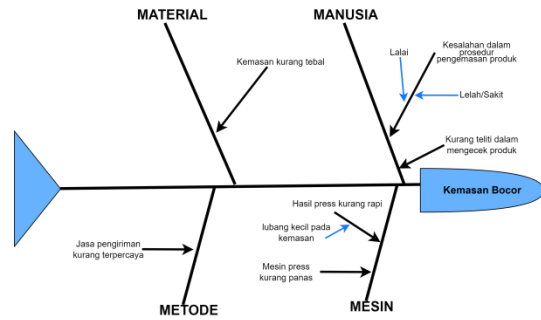 MATERIAL
MANUSIA
Kemasan kurang tebal
Lalai
Kesalahan dalam
prosedur
pengemasan produk
Lelah/Sakit
Kurang teliti dalam
mengecek produk
Kemasan Bocor
Hasil press kurang rapi
lubang kecil pada
kemasan
Jasa pengiriman
kurang terpercaya
Mesin press
kurang panas
METODE
MESIN